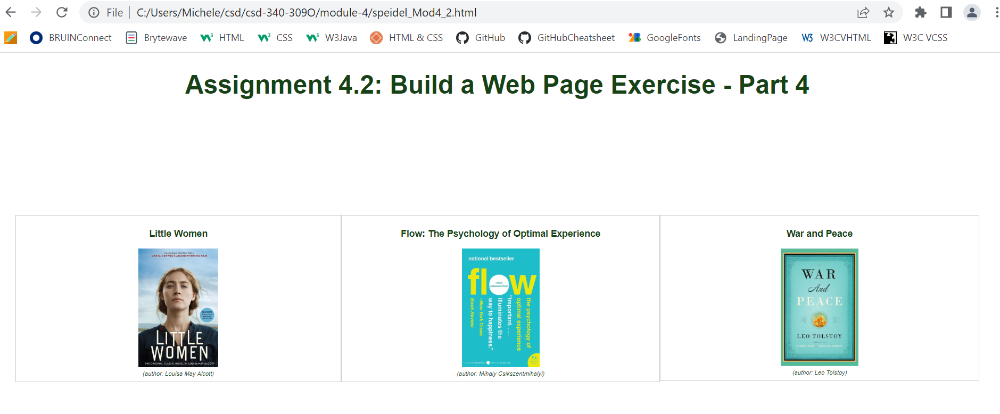 File | C:/Users/Michele/csd/csd-340-309O/module-4/speidel_Mod4_2.html
BRUINConnect Brytewave HTML CSS W3Java HTML & CSS GitHub GitHubCheatsheet GoogleFonts LandingPage W3CVHTML W3C VCSS
Assignment 4.2: Build a Web Page Exercise - Part 4
Little Women
FEATURING PHOTOS FROM
GRETA GERWIG'S AWARD-WINNING FILM
LITTLE
WOMEN
THE ORIGINAL CLASSIC NOVEL BY LOUISA MAY ALCOTT
(author: Louisa May Alcott)
Flow: The Psychology of Optimal Experience
national bestseller
flow
mihaly
csikszentmihalyi
the psychology of
optimal experience
"Important. . . .
Illuminates the
way to happiness."
–New York Times
Book Review
(author: Mihaly Csikszentmihalyi)
War and Peace
WAR
And
PEACE
LEO TOLSTOY
(author: Leo Tolstoy)